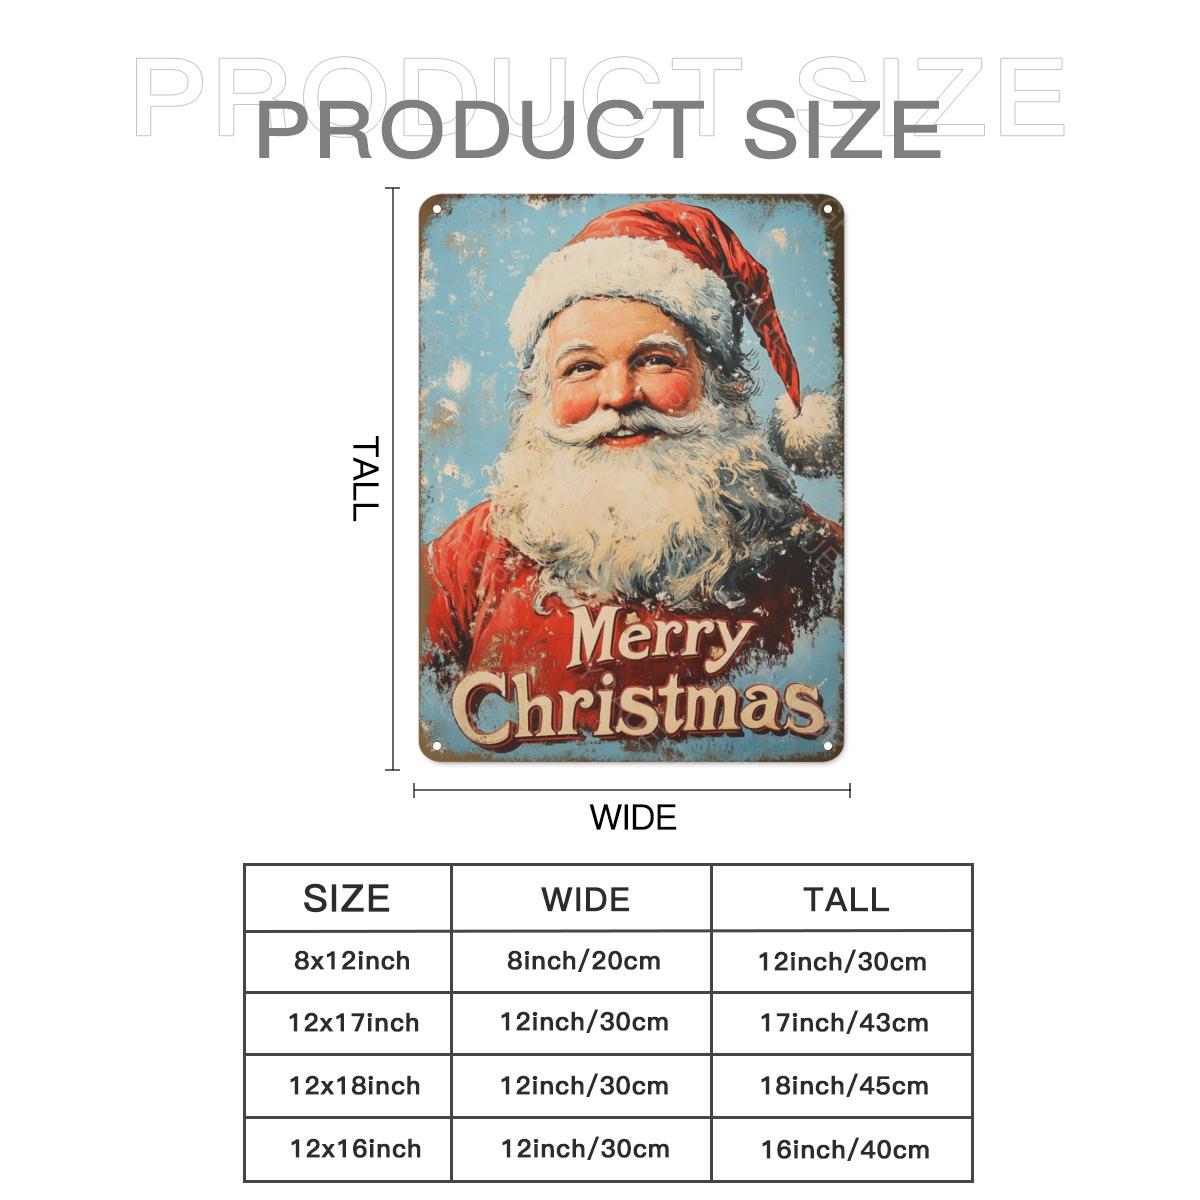 PRODUCT SIZE
PRODUCT SIZE
TALL
Merry
Christmas
WIDE
SIZE WIDE TALL
8x12inch 8inch/20cm 12inch/30cm
12x17inch 12inch/30cm 17inch/43cm
12x18inch 12inch/30cm 18inch/45cm
12x16inch 12inch/30cm 16inch/40cm